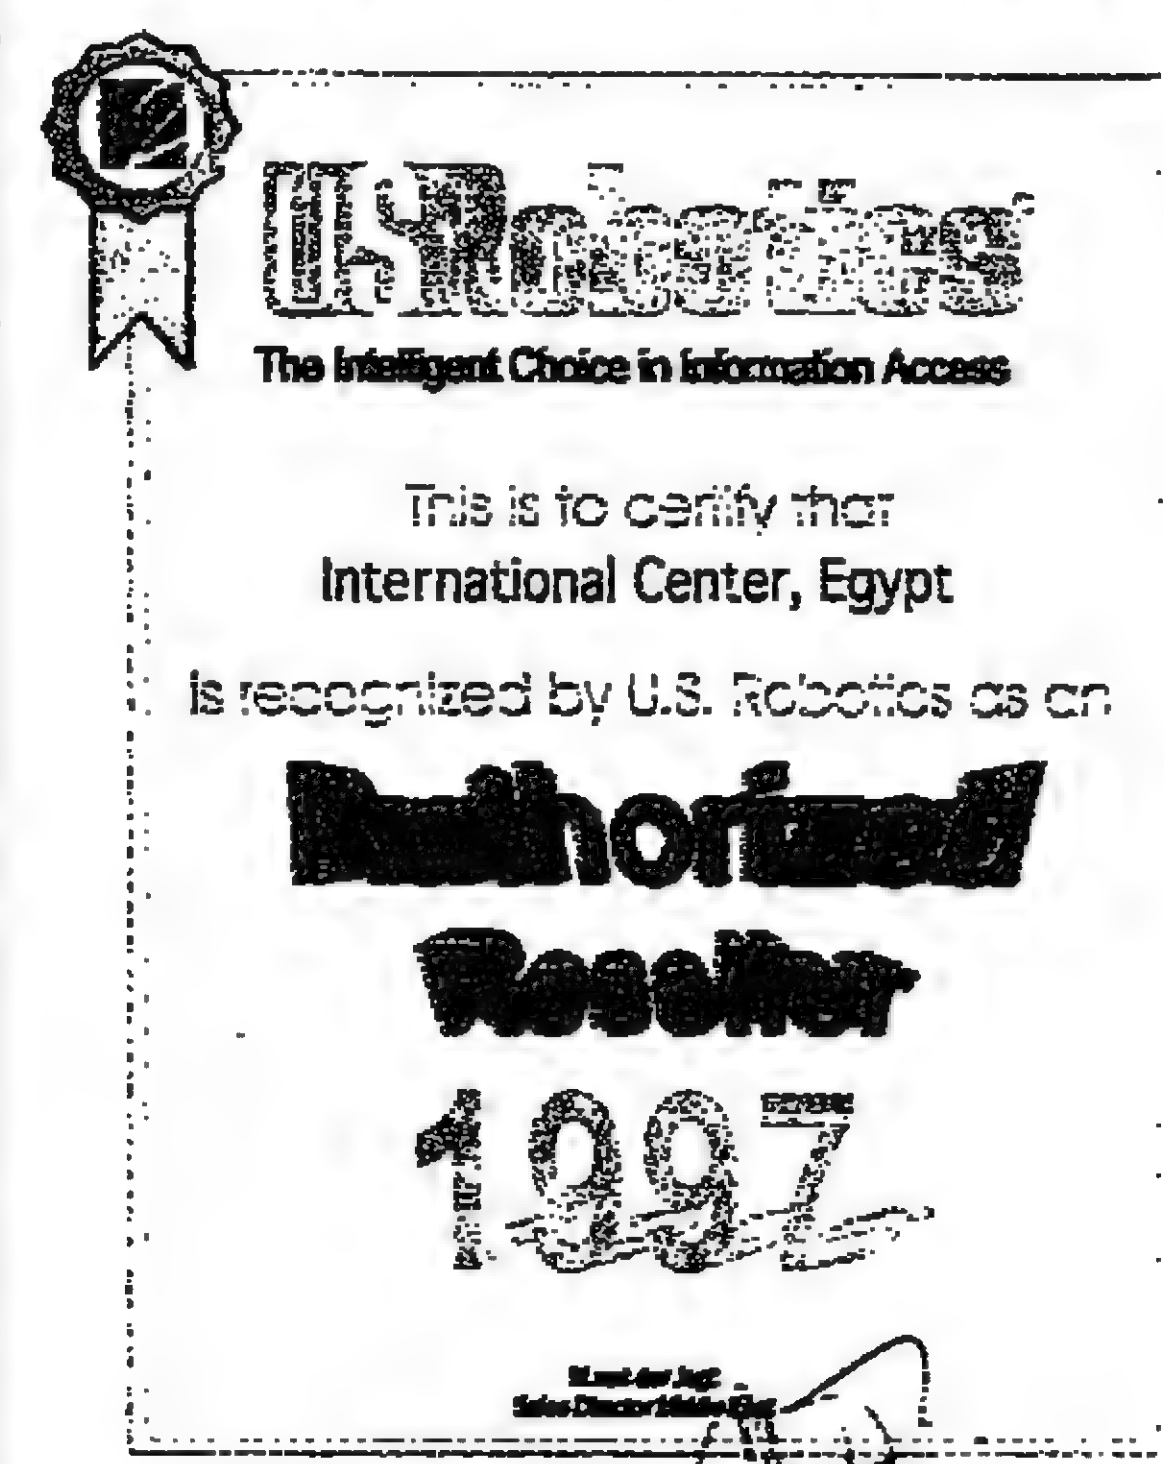 U.S.Robotics
The Intelligent Choice in Information Access
This is to certify that
International Center, Egypt
is recognized by U.S. Robotics as an
Authorized
Reseller
1997